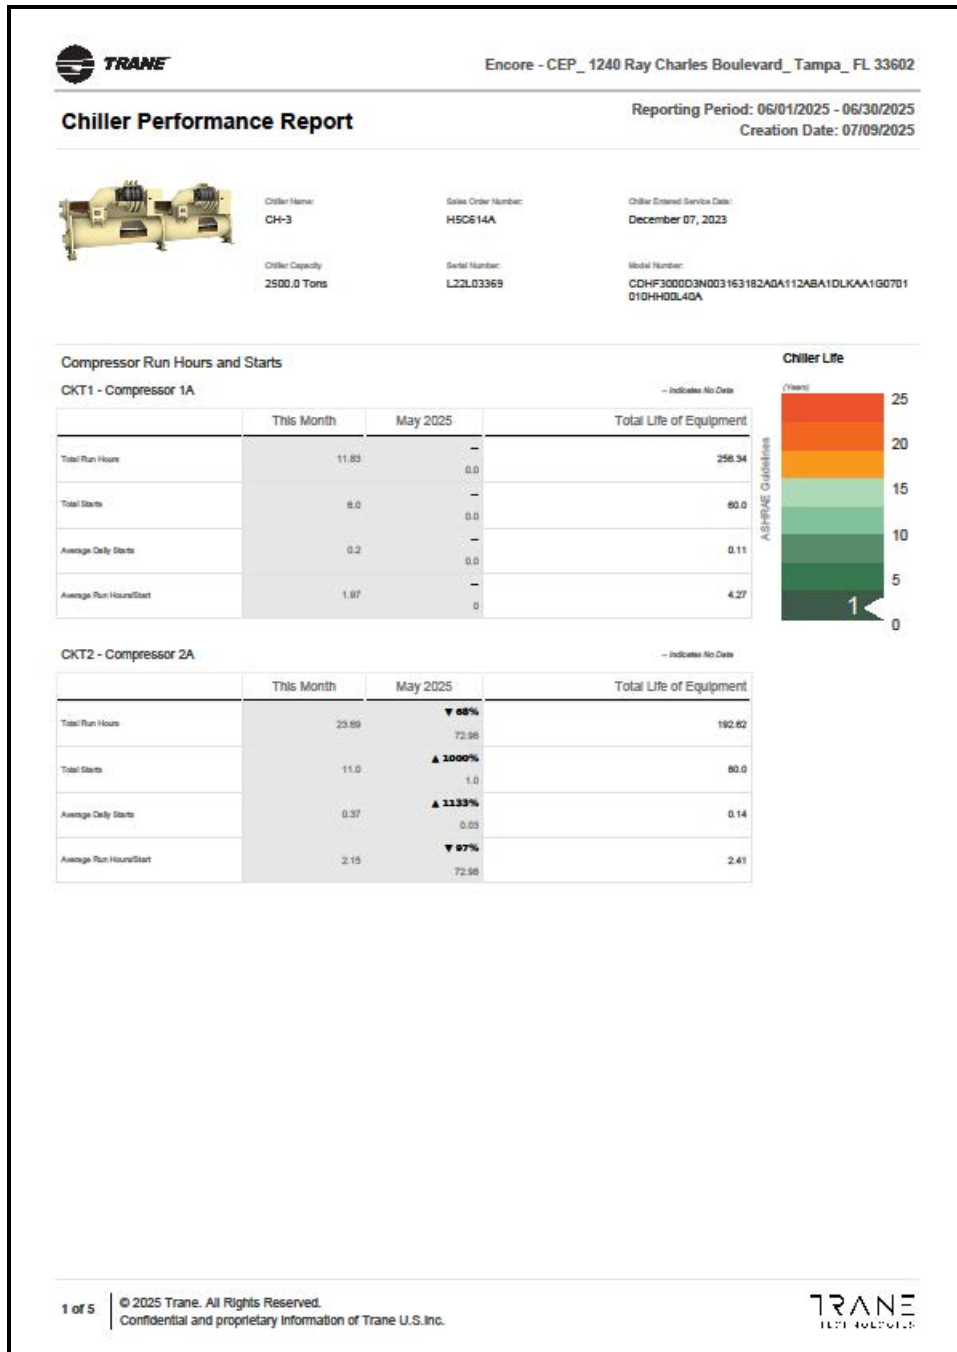 TRANE
Encore - CEP_ 1240 Ray Charles Boulevard_ Tampa_ FL 33602
Chiller Performance Report
Reporting Period: 06/01/2025 - 06/30/2025
Creation Date: 07/09/2025
Chiller Name: Sales Order Number: Chiller Entered Service Date:
CH-3 H5C614A December 07, 2023
Chiller Capacity Serial Number: Model Number:
2500.0 Tons L22L03369 CDHF3000D3N003163182A0A112ABA1DLKAA1G0701
010HH00L40A
Compressor Run Hours and Starts
Chiller Life
CKT1 - Compressor 1A
-- Indicates No Data
(Years)
This Month May 2025 Total Life of Equipment
Total Run Hours 11.83 -- 256.34
0.0
Total Starts 6.0 -- 60.0
0.0
Average Daily Starts 0.2 -- 0.11
0.0
Average Run Hours/Start 1.97 -- 4.27
0
ASHRAE Guidelines
25
20
15
10
5
1
0
CKT2 - Compressor 2A
-- Indicates No Data
This Month May 2025 Total Life of Equipment
Total Run Hours 23.69 ▼ 68% 192.62
72.98
Total Starts 11.0 ▲ 1000% 80.0
1.0
Average Daily Starts 0.37 ▲ 1133% 0.14
0.03
Average Run Hours/Start 2.15 ▼ 97% 2.41
72.98
1 of 5
© 2025 Trane. All Rights Reserved.
Confidential and proprietary Information of Trane U.S.Inc.
TRANE
TECHNOLOGIES